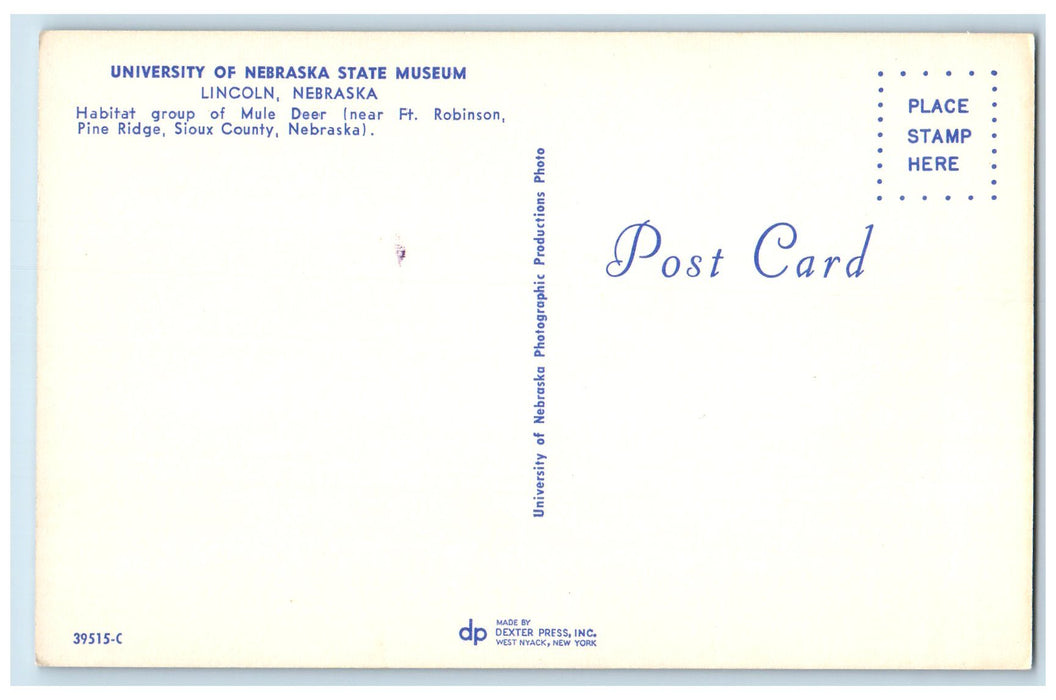 UNIVERSITY OF NEBRASKA STATE MUSEUM
LINCOLN, NEBRASKA
Habitat group of Mule Deer (near Ft. Robinson,
Pine Ridge, Sioux County, Nebraska).
University of Nebraska Photographic Productions Photo
PLACE
STAMP
HERE
Post Card
39515-C
dp
MADE BY
DEXTER PRESS, INC.
WEST NYACK, NEW YORK